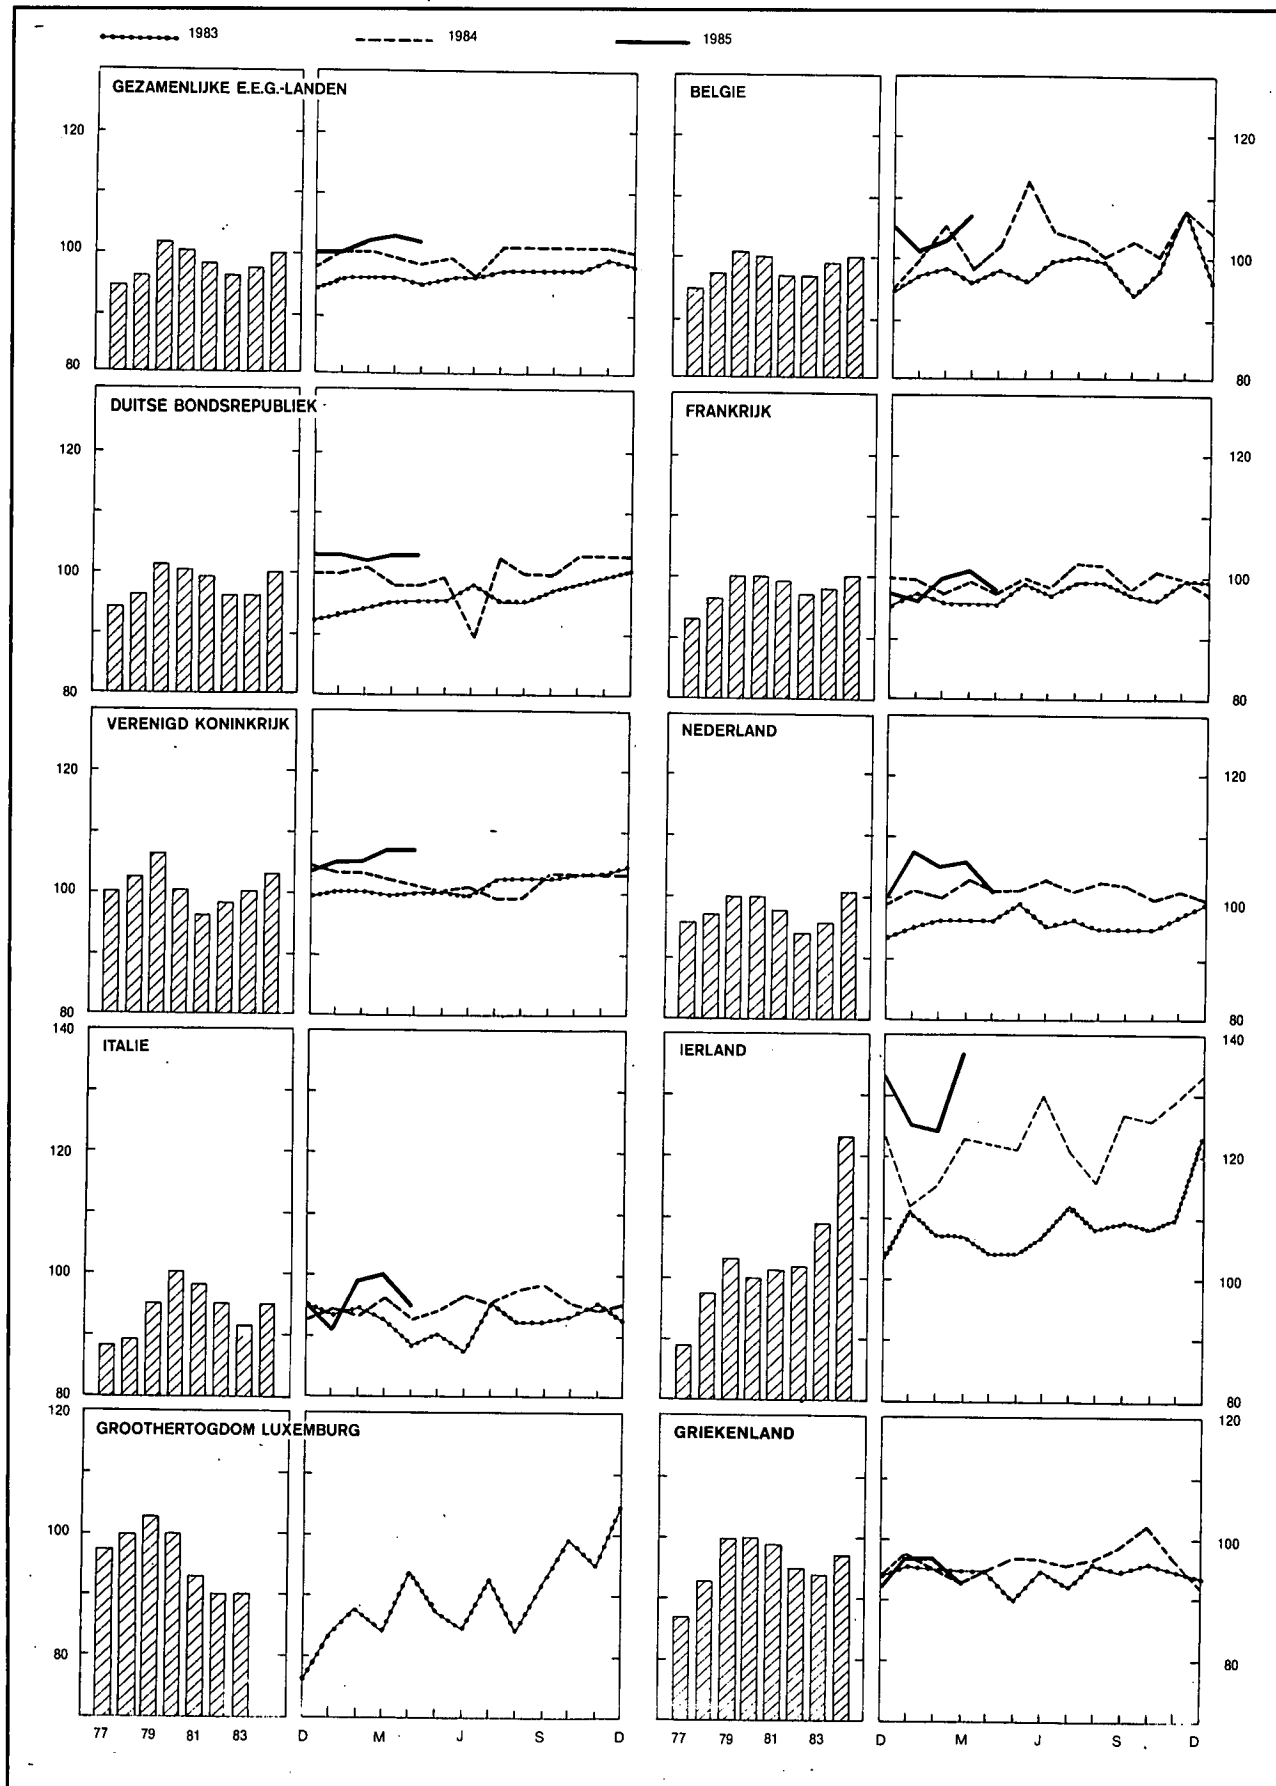 1983 1984 1985
GEZAMENLIJKE E.E.G.-LANDEN
120
100
80
BELGIE
120
100
80
DUITSE BONDSREPUBLIEK
120
100
80
FRANKRIJK
120
100
80
VERENIGD KONINKRIJK
120
100
80
NEDERLAND
120
100
80
ITALIE
140
120
100
80
IERLAND
140
120
100
80
GROOTHERTOGDOM LUXEMBURG
120
100
80
77 79 81 83 D M J S D
GRIEKENLAND
120
100
80
77 79 81 83 D M J S D